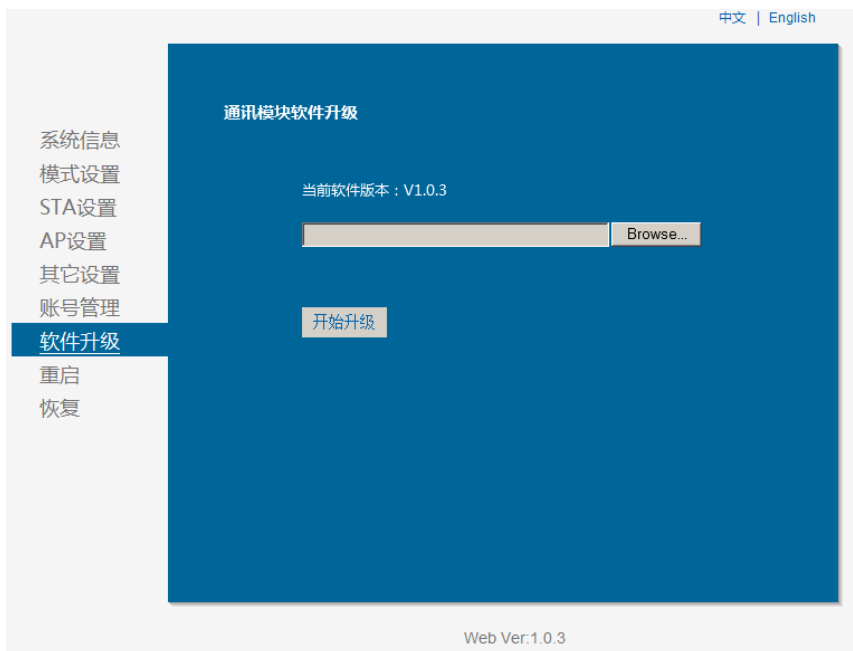 中文 | English
通讯模块软件升级
系统信息
模式设置
STA设置
AP设置
其它设置
账号管理
软件升级
重启
恢复
当前软件版本：V1.0.3
Browse...
开始升级
Web Ver:1.0.3